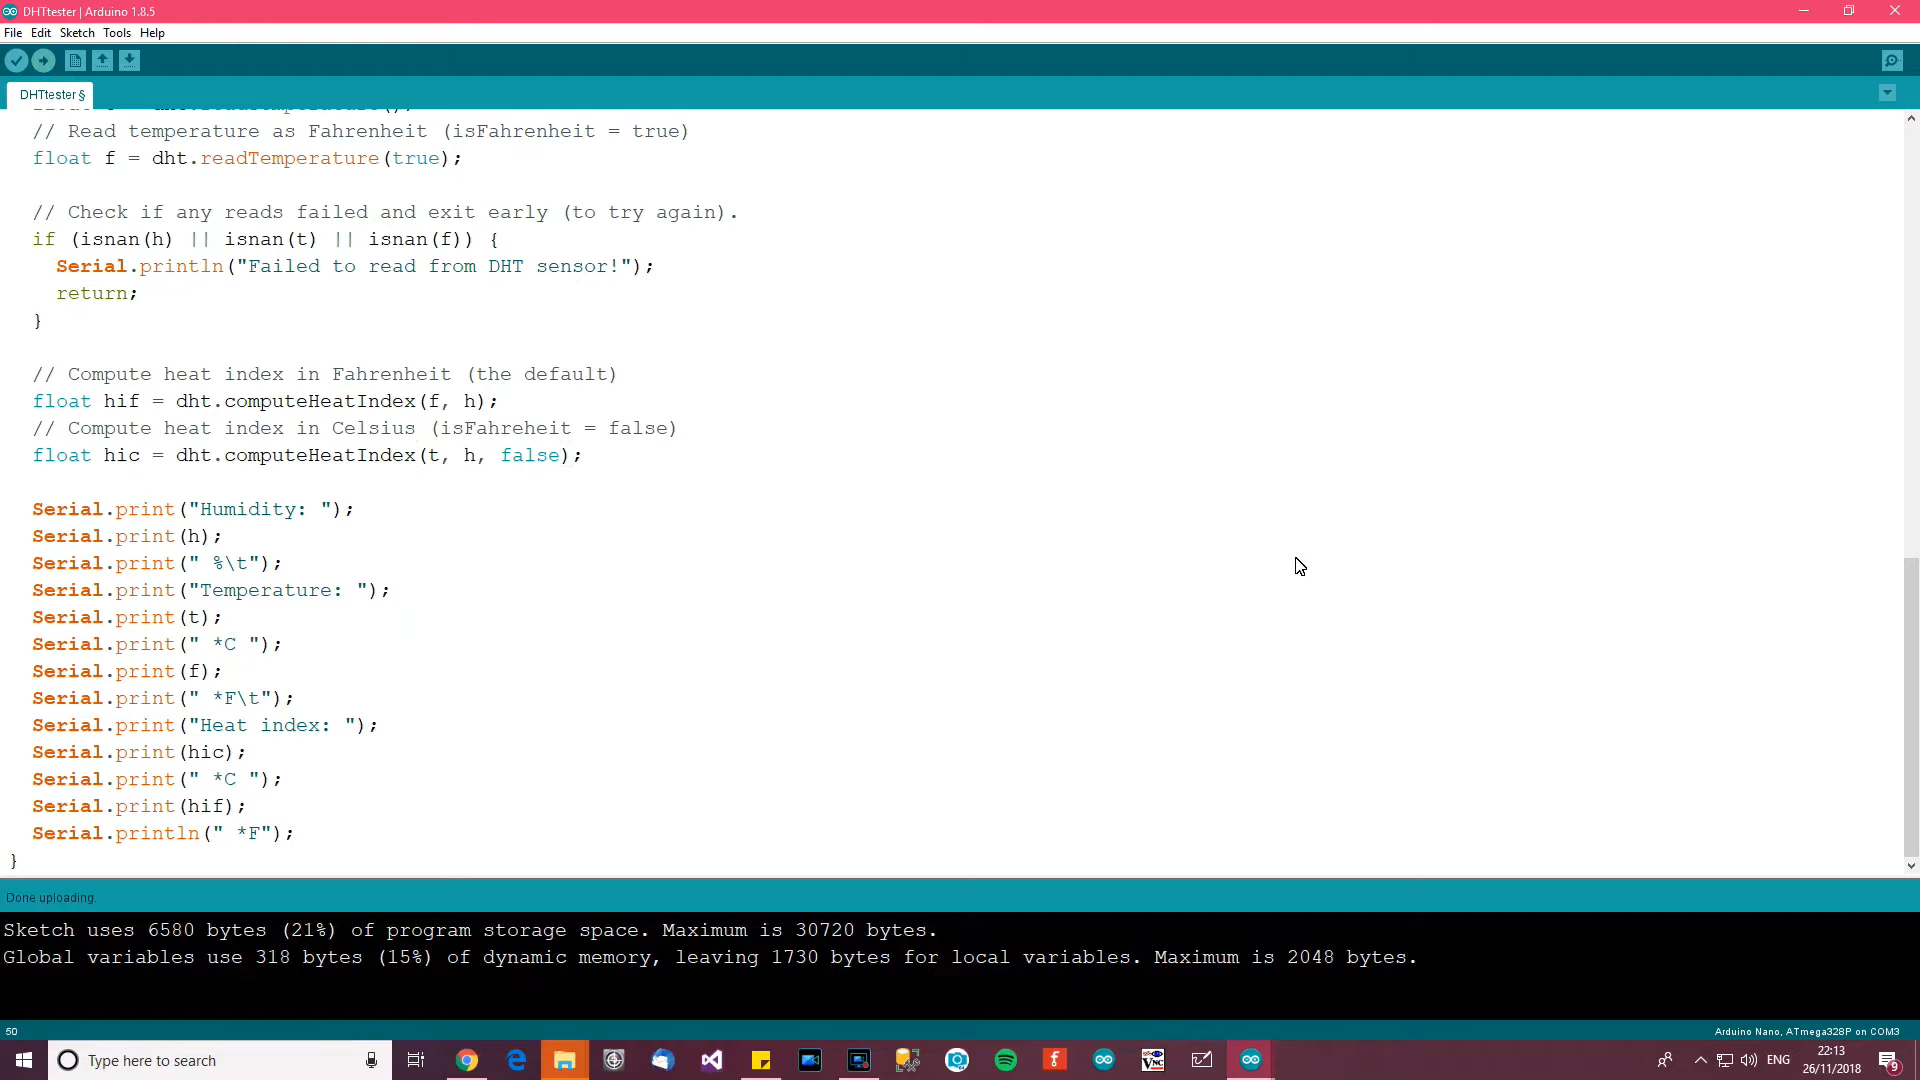 DHTtester | Arduino 1.8.5
File Edit Sketch Tools Help
DHTtester §
// Read temperature as Fahrenheit (isFahrenheit = true)
float f = dht.readTemperature(true);
// Check if any reads failed and exit early (to try again).
if (isnan(h) || isnan(t) || isnan(f)) {
Serial.println("Failed to read from DHT sensor!");
return;
}
// Compute heat index in Fahrenheit (the default)
float hif = dht.computeHeatIndex(f, h);
// Compute heat index in Celsius (isFahreheit = false)
float hic = dht.computeHeatIndex(t, h, false);
Serial.print("Humidity: ");
Serial.print(h);
Serial.print(" %\t");
Serial.print("Temperature: ");
Serial.print(t);
Serial.print(" *C ");
Serial.print(f);
Serial.print(" *F\t");
Serial.print("Heat index: ");
Serial.print(hic);
Serial.print(" *C ");
Serial.print(hif);
Serial.println(" *F");
}
Done uploading.
Sketch uses 6580 bytes (21%) of program storage space. Maximum is 30720 bytes.
Global variables use 318 bytes (15%) of dynamic memory, leaving 1730 bytes for local variables. Maximum is 2048 bytes.
50
Arduino Nano, ATmega328P on COM3
Type here to search
ENG
22:13
26/11/2018
9